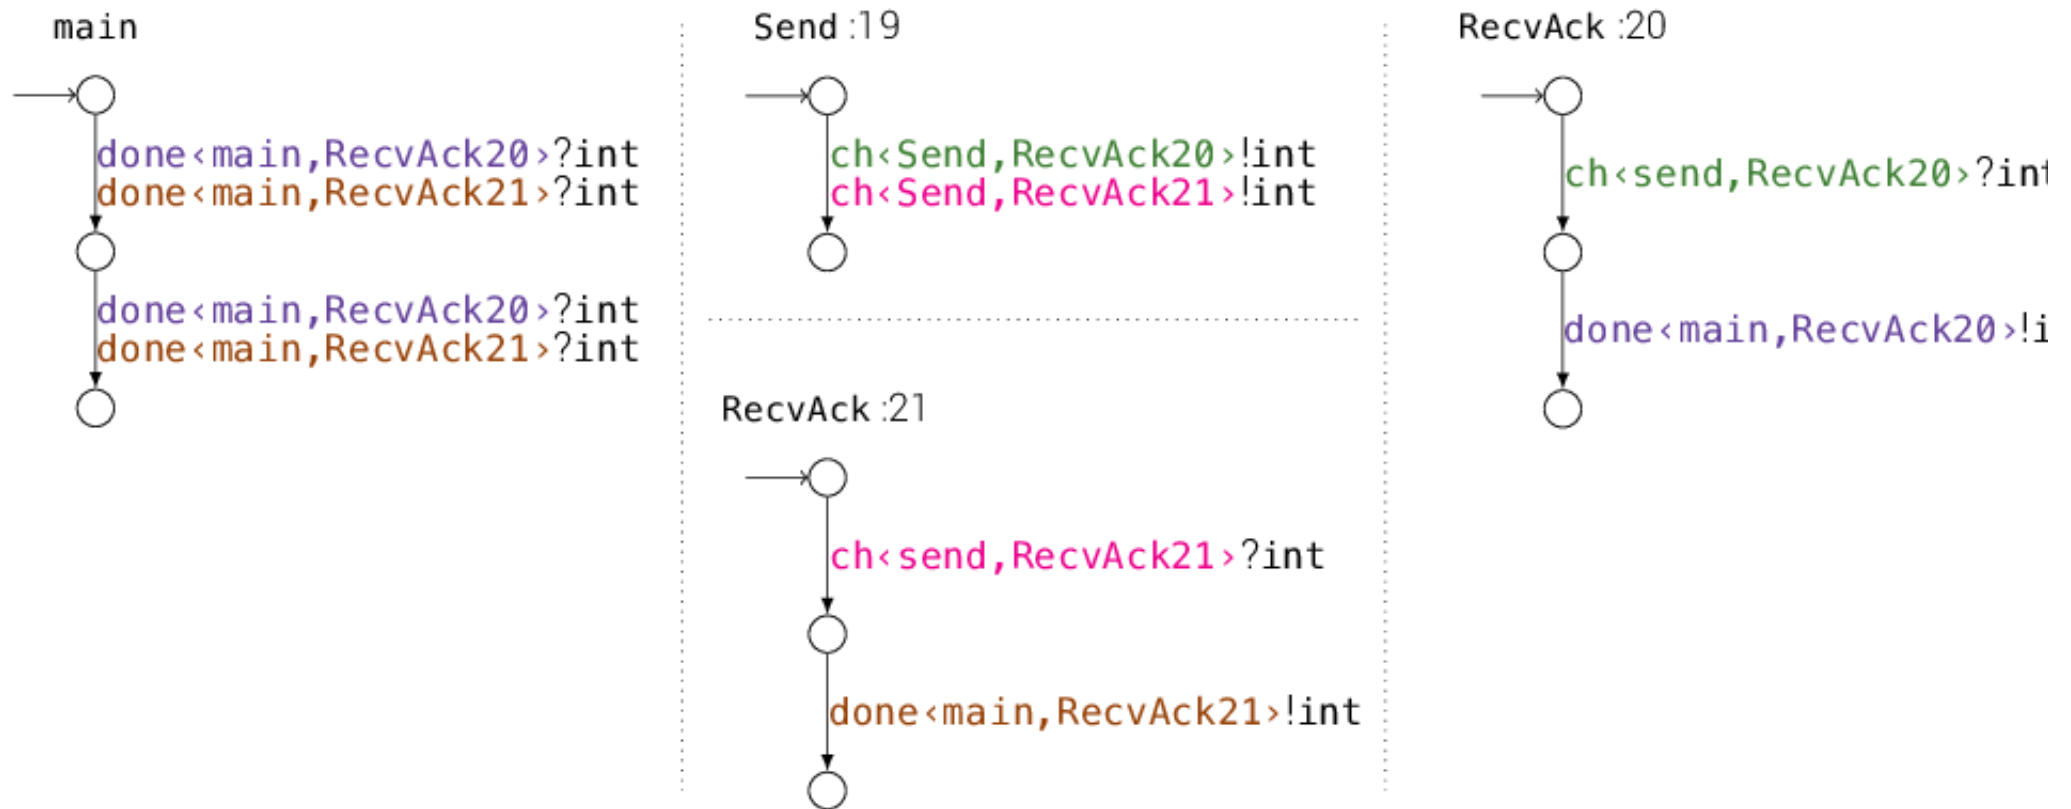 main
done‹main,RecvAck20›?int
done‹main,RecvAck21›?int
done‹main,RecvAck20›?int
done‹main,RecvAck21›?int
Send :19
ch‹Send,RecvAck20›!int
ch‹Send,RecvAck21›!int
RecvAck :21
ch‹send,RecvAck21›?int
done‹main,RecvAck21›!int
RecvAck :20
ch‹send,RecvAck20›?int
done‹main,RecvAck20›!i